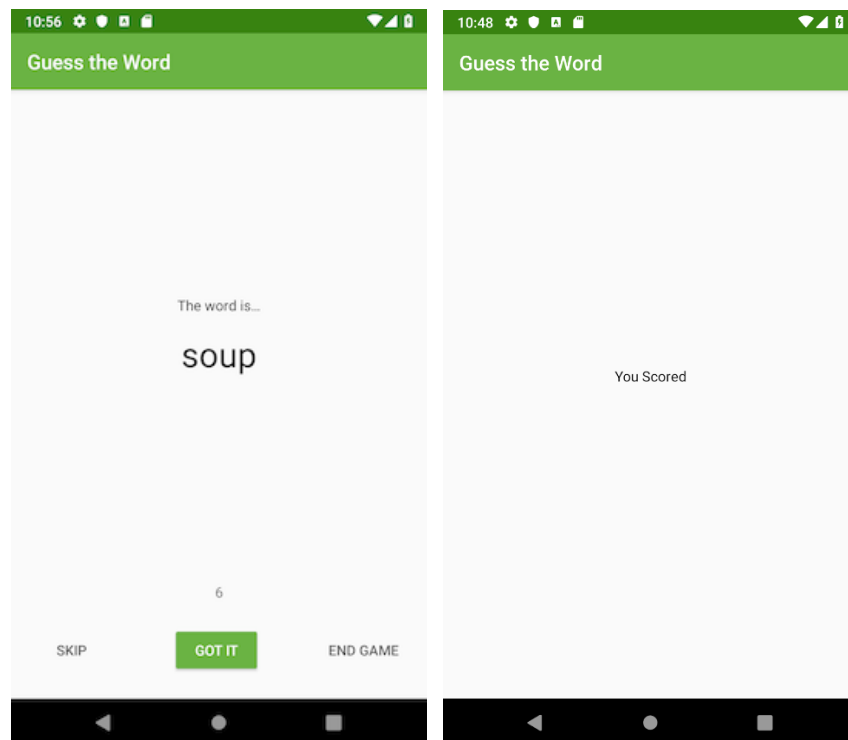 10:56
Guess the Word
The word is...
soup
6
SKIP
GOT IT
END GAME
10:48
Guess the Word
You Scored